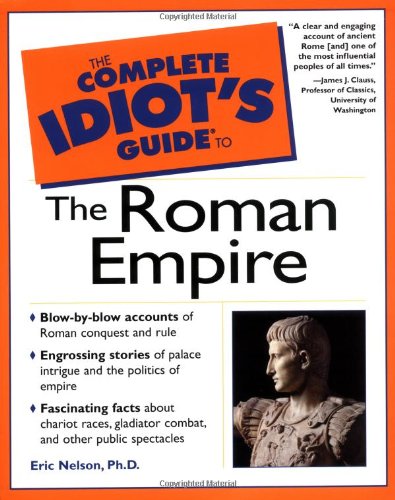 Copyrighted Material
THE
COMPLETE
IDIOT'S
GUIDE® TO
"A clear and engaging
account of ancient
Rome [and] one of
the most influential
peoples of all times."
—James J. Clauss,
Professor of Classics,
University of
Washington
The Roman
Empire
Blow-by-blow accounts of
Roman conquest and rule
Engrossing stories of palace
intrigue and the politics of
empire
Fascinating facts about
chariot races, gladiator combat,
and other public spectacles
Eric Nelson, Ph.D.
Copyrighted Material